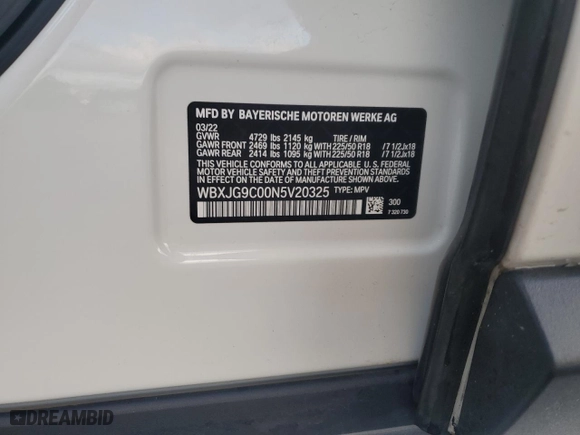 MFD BY BAYERISCHE MOTOREN WERKE AG
03/22
GVWR 4729 lbs 2145 kg TIRE / RIM
GAWR FRONT 2469 lbs 1120 kg 225/50 R18 /7 1/2Jx18
GAWR REAR 2414 lbs 1095 kg 225/50 R18 /7 1/2Jx18
THIS VEHICLE CONFORMS TO ALL APPLICABLE U.S. FEDERAL
MOTOR VEHICLE SAFETY, BUMPER, AND THEFT PREVENTION
STANDARDS IN EFFECT ON THE DATE OF MANUFACTURE SHOWN ABOVE.
WBXJG9C00N5V20325 TYPE: MPV
300
7 320 730
DREAMBID